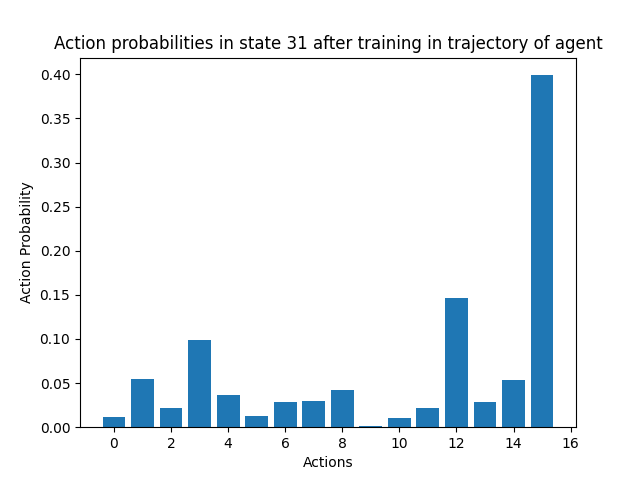 Action probabilities in state 31 after training in trajectory of agent
0.40
0.35
0.30
0.25
0.20
0.15
0.10
0.05
0.00
Action Probability
0 2 4 6 8 10 12 14 16
Actions